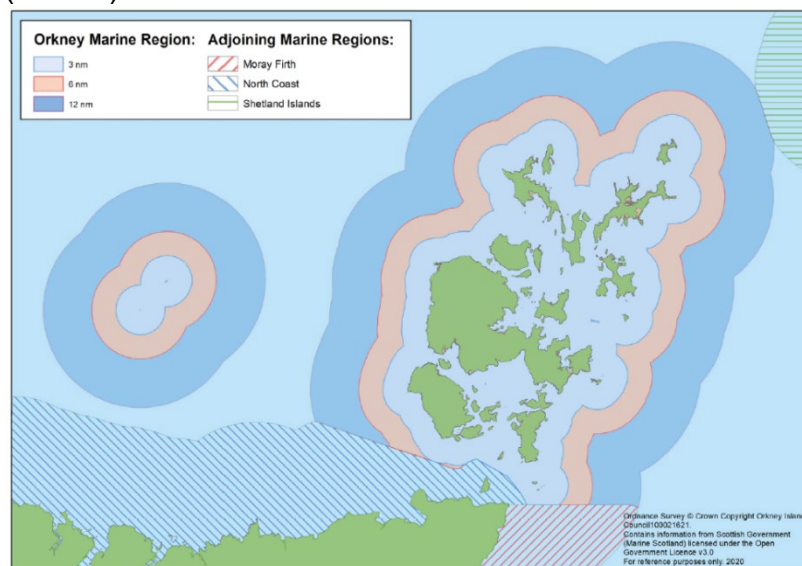 Orkney Marine Region:
3 nm
6 nm
12 nm
Adjoining Marine Regions:
Moray Firth
North Coast
Shetland Islands
Ordnance Survey © Crown Copyright Orkney Islan
Council100021621.
Contains information from Scottish Government
(Marine Scotland) licensed under the Open
Government Licence v3.0
For reference purposes only. 2020